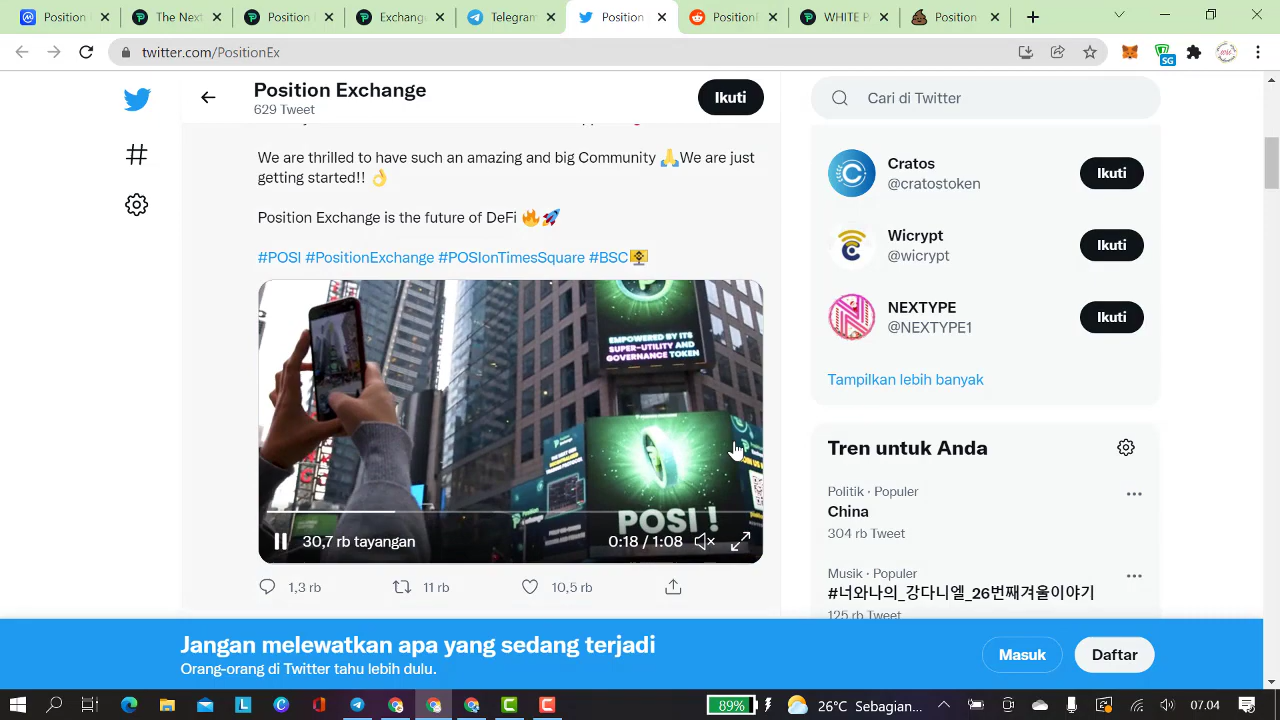 Position
The Next
Position
Exchang
Telegram
Position
Position
WHITE P
Position
twitter.com/PositionEx
SG
Position Exchange
629 Tweet
Ikuti
Cari di Twitter
We are thrilled to have such an amazing and big Community 🙏We are just
getting started!! 👌
Position Exchange is the future of DeFi 🔥🚀
#POSI #PositionExchange #POSIonTimesSquare #BSC
EMPOWERED BY ITS
SUPER-UTILITY AND
GOVERNANCE TOKEN
POSI !
30,7 rb tayangan
0:18 / 1:08
1,3 rb
11 rb
10,5 rb
Cratos
@cratostoken
Ikuti
Wicrypt
@wicrypt
Ikuti
NEXTYPE
@NEXTYPE1
Ikuti
Tampilkan lebih banyak
Tren untuk Anda
Politik · Populer
China
304 rb Tweet
Musik · Populer
#너와나의_강다니엘_26번째겨울이야기
125 rb Tweet
Jangan melewatkan apa yang sedang terjadi
Orang-orang di Twitter tahu lebih dulu.
Masuk
Daftar
89%
26°C Sebagian...
07.04